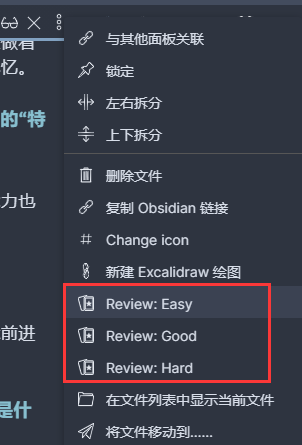 做着
与其他面板关联
忆。
锁定
左右拆分
的“特
上下拆分
删除文件
力也
复制 Obsidian 链接
Change icon
新建 Excalidraw 绘图
Review: Easy
前进
Review: Good
Review: Hard
是什
在文件列表中显示当前文件
将文件移动到......